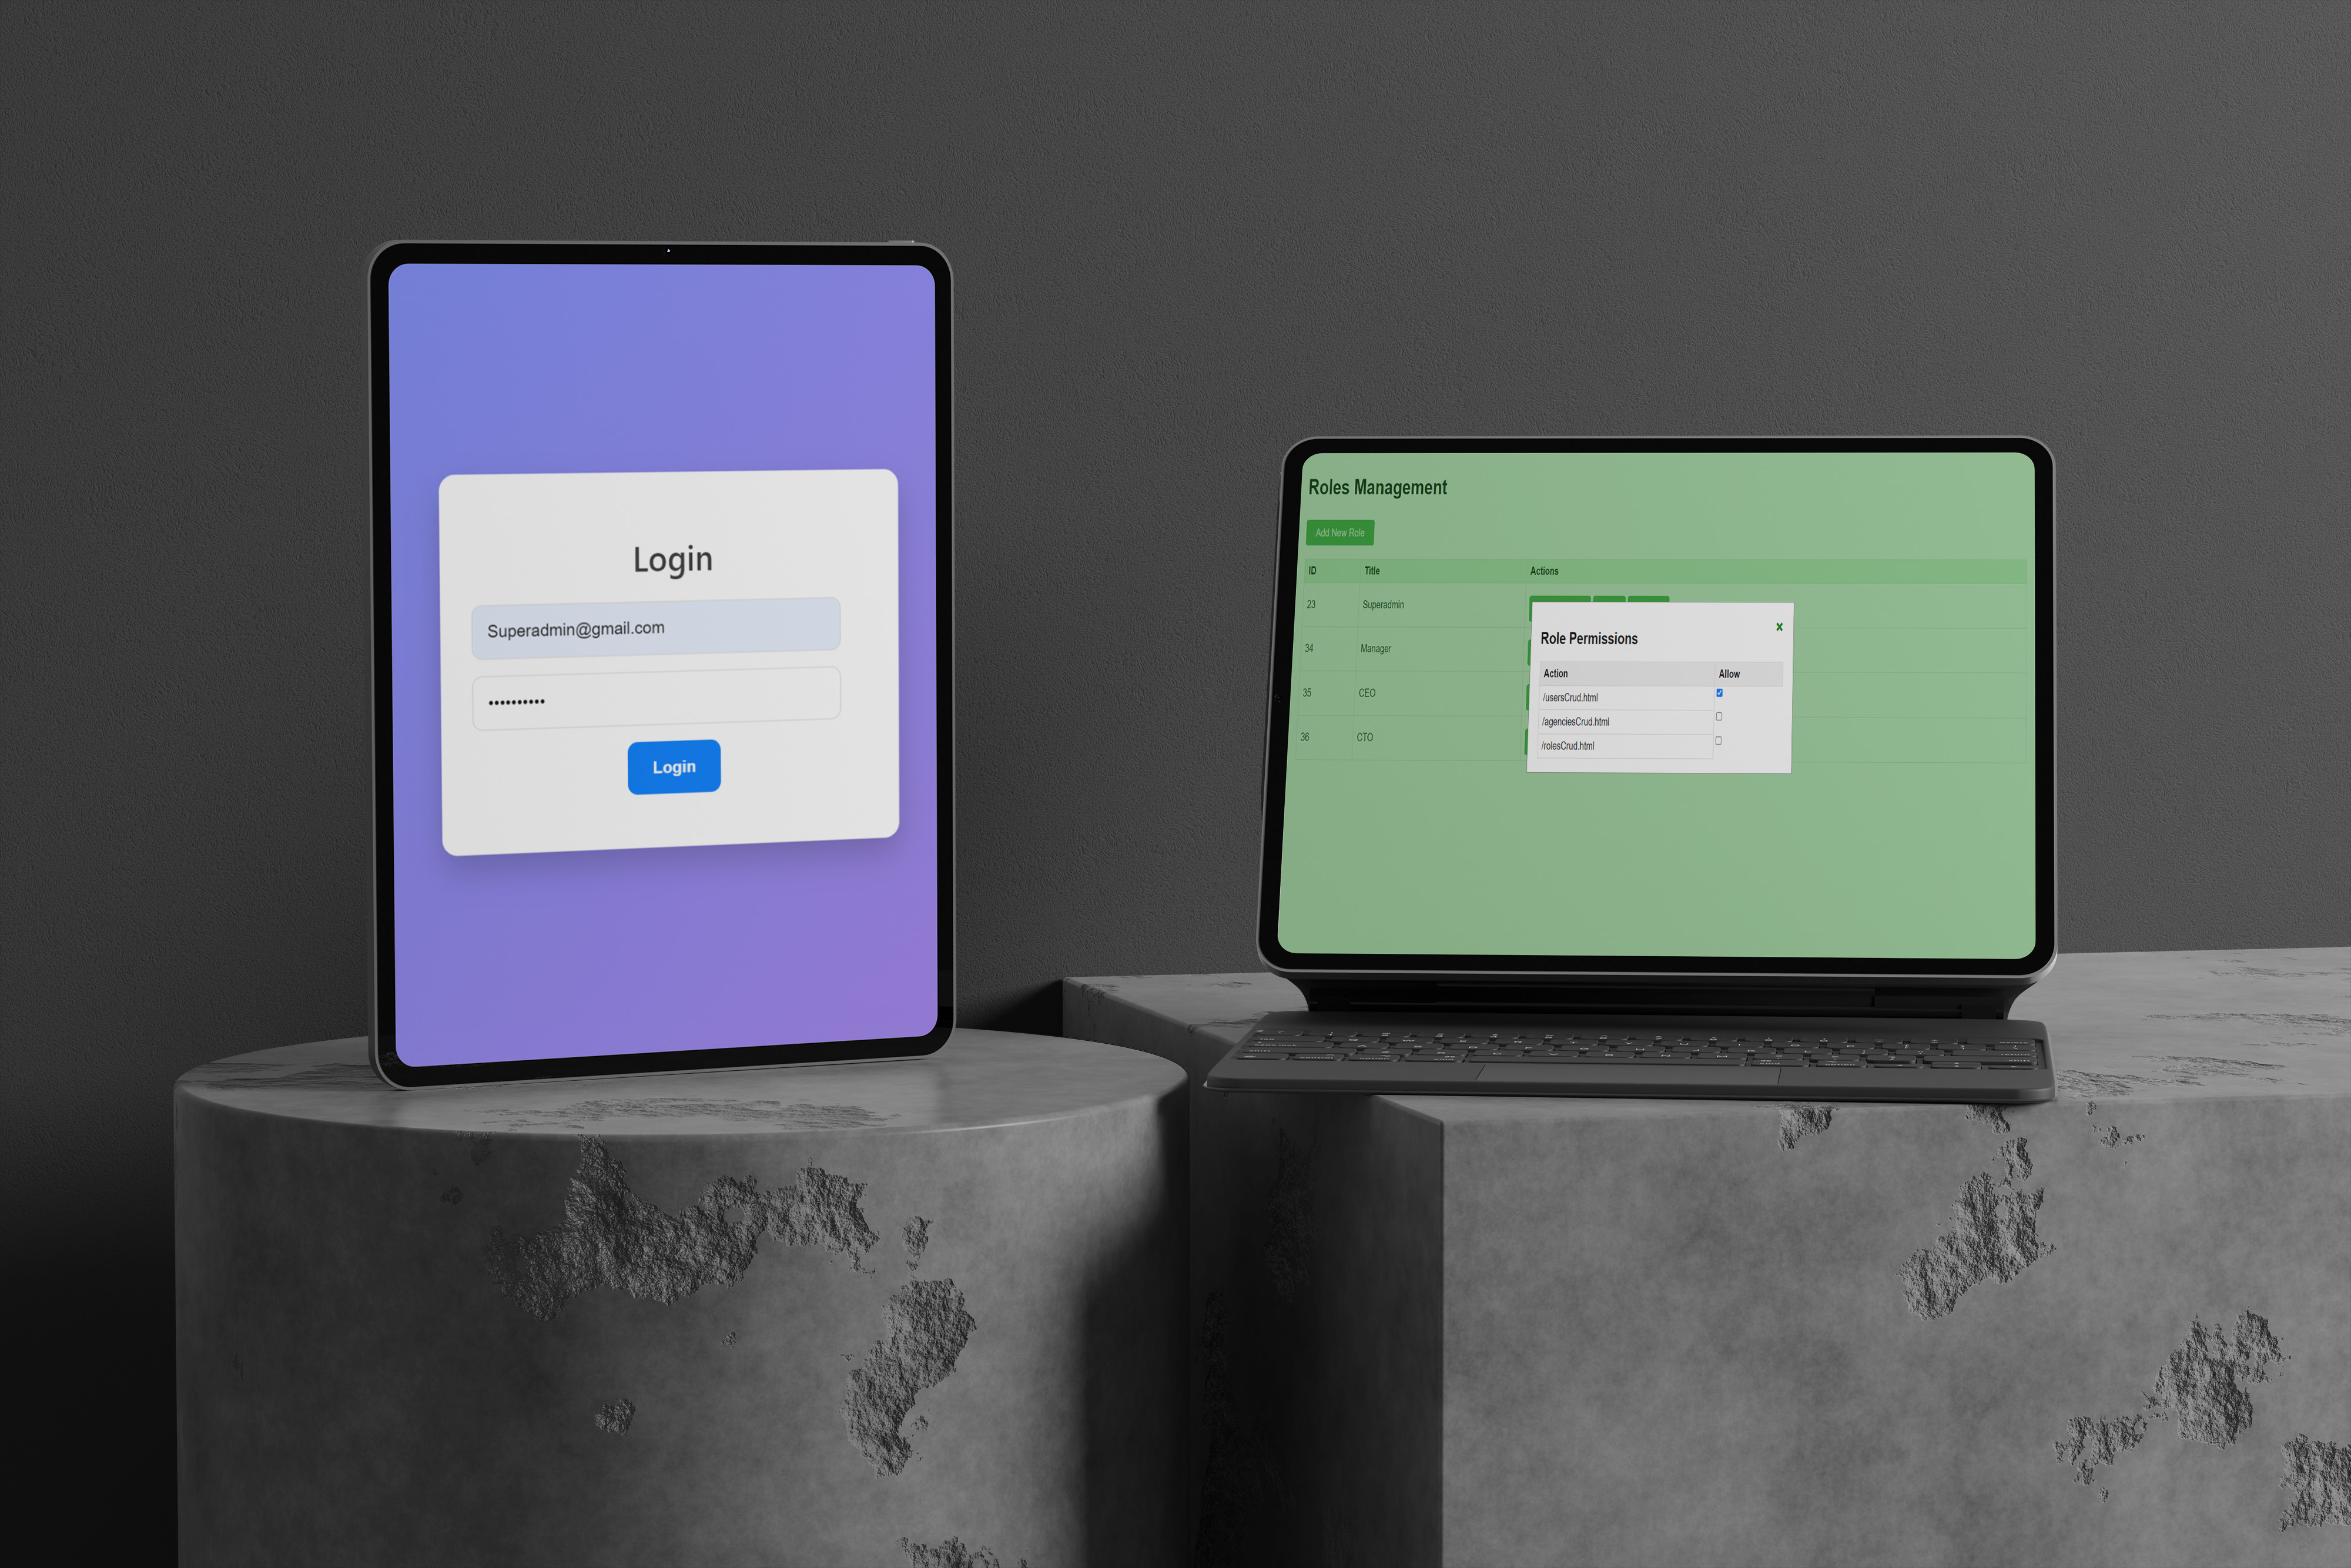 Login
Superadmin@gmail.com
••••••••••
Login
Roles Management
Add New Role
ID Title Actions
23 Superadmin
34 Manager
35 CEO
36 CTO
Role Permissions ×
Action Allow
/usersCrud.html
/agenciesCrud.html
/rolesCrud.html